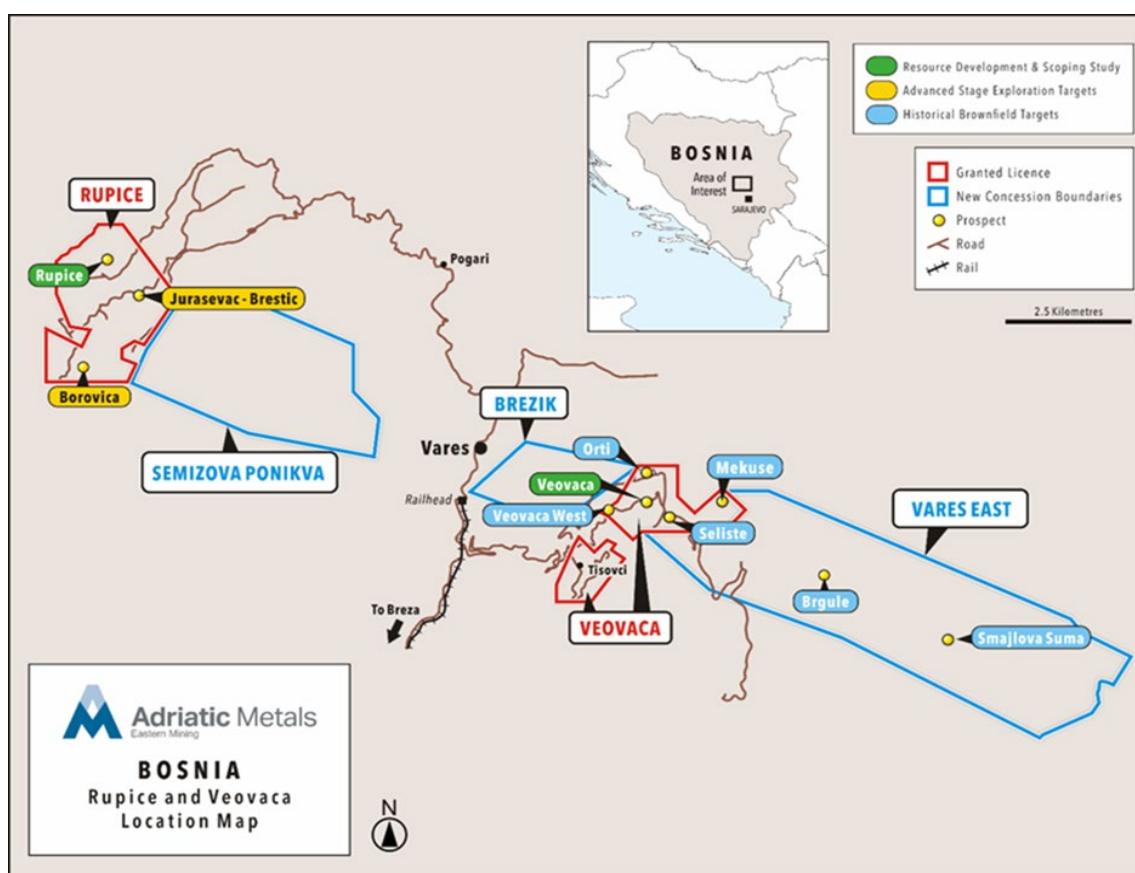 Resource Development & Scoping Study
Advanced Stage Exploration Targets
Historical Brownfield Targets
BOSNIA
Area of
Interest
SARAJEVO
Granted Licence
New Concession Boundaries
Prospect
Road
Rail
2.5 Kilometres
RUPICE
Rupice
Jurasevac - Brestic
Borovica
SEMIZOVA PONIKVA
Pogari
BREZIK
Vares
Orti
Mekuse
Veovaca
Railhead
Veovaca West
Seliste
VARES EAST
Tisovci
Brgule
To Breza
VEOVACA
Smajlova Suma
Adriatic Metals
Eastern Mining
BOSNIA
Rupice and Veovaca
Location Map
N